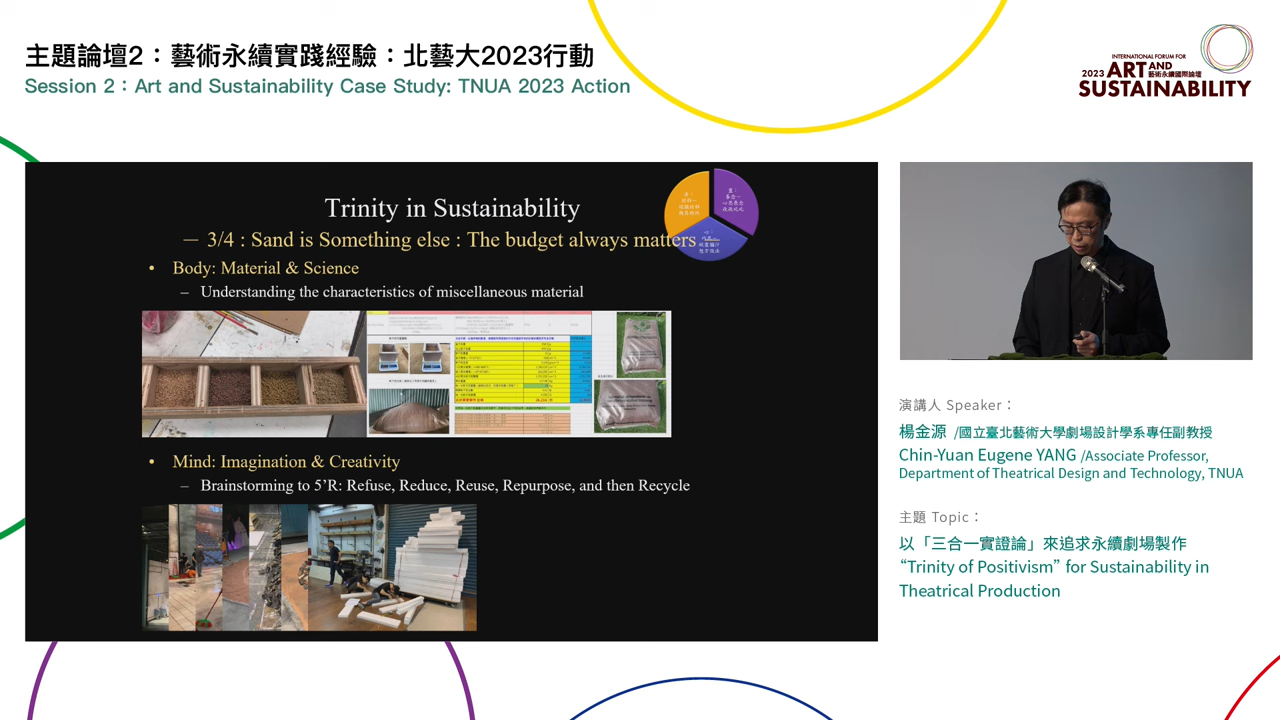 主題論壇2：藝術永續實踐經驗：北藝大2023行動
Session 2：Art and Sustainability Case Study: TNUA 2023 Action
INTERNATIONAL FORUM FOR
2023 ART AND 藝術永續國際論壇
SUSTAINABILITY
Trinity in Sustainability
— 3/4 : Sand is Something else : The budget always matters
• Body: Material & Science
– Understanding the characteristics of miscellaneous material
• Mind: Imagination & Creativity
– Brainstorming to 5’R: Refuse, Reduce, Reuse, Repurpose, and then Recycle
演講人 Speaker：
楊金源 /國立臺北藝術大學劇場設計學系專任副教授
Chin-Yuan Eugene YANG /Associate Professor,
Department of Theatrical Design and Technology, TNUA
主題 Topic：
以「三合一實證論」來追求永續劇場製作
“Trinity of Positivism” for Sustainability in
Theatrical Production